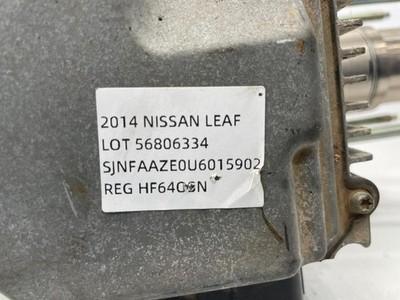 2014 NISSAN LEAF
LOT 56806334
SJNFAAZE0U6015902
REG